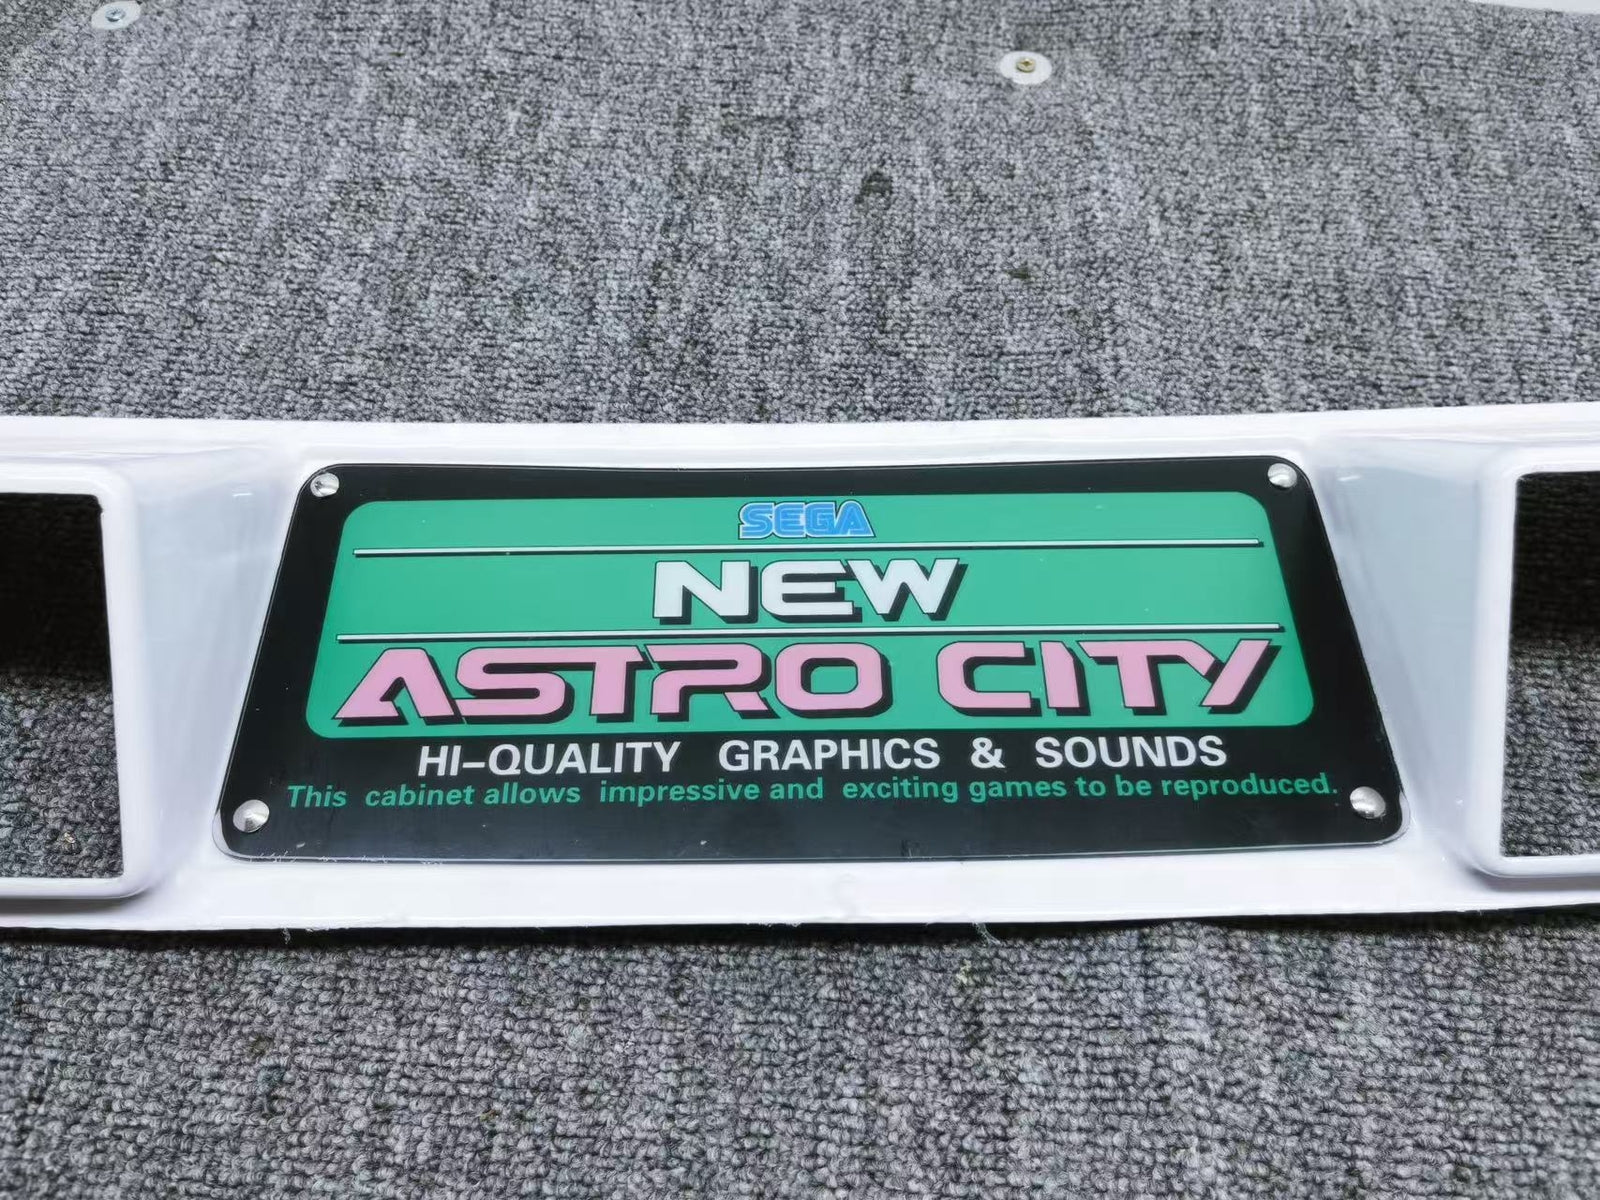 SEGA
NEW
ASTRO CITY
HI-QUALITY GRAPHICS & SOUNDS
This cabinet allows impressive and exciting games to be reproduced.